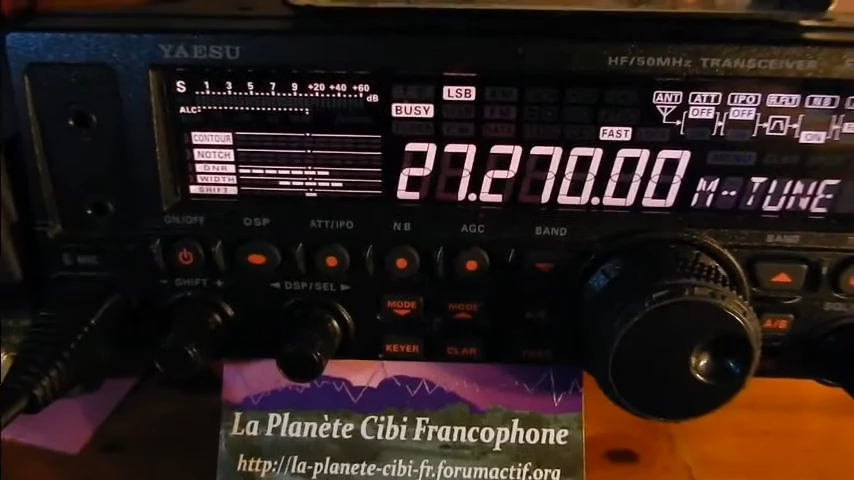 YAESU
HF/50MHz TRANSCEIVER
S 1 3 5 7 9 +20 +40 +60 dB
ALC
BUSY
LSB
FAST
ANT ATT IPO R.FLT NB
OFF OFF
ON
CONTOUR
NOTCH
DNR
WIDTH
SHIFT
27.270.00
M--TUNE
ON/OFF DSP ATT/IPO NB AGC BAND
BAND
MIC
- SHIFT +
◄ DSP/SEL ►
MODE MODE
KEYER CLAR
A/B
La Planète Cibi Francophone
http://la-planete-cibi-fr.forumactif.org